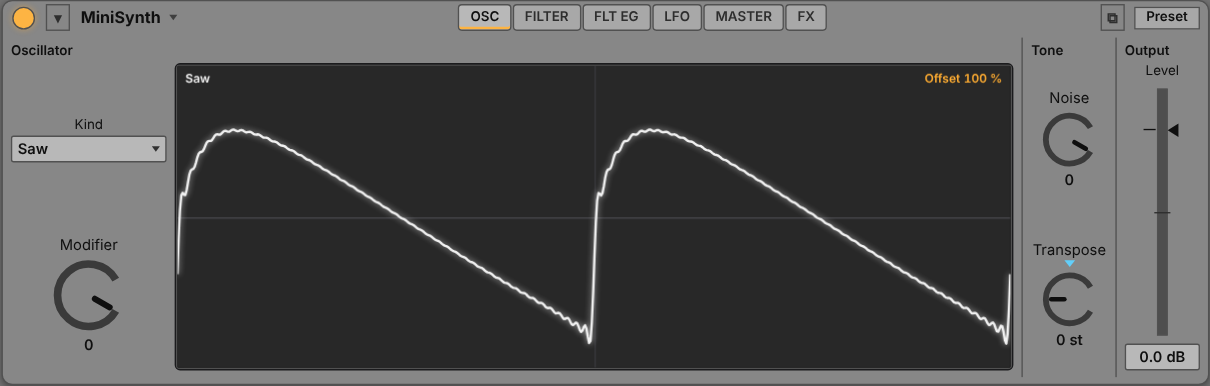 MiniSynth
OSC
FILTER
FLT EG
LFO
MASTER
FX
Preset
Oscillator
Kind
Saw
Modifier
0
Saw
Offset 100 %
Tone
Noise
0
Transpose
0 st
Output
Level
0.0 dB